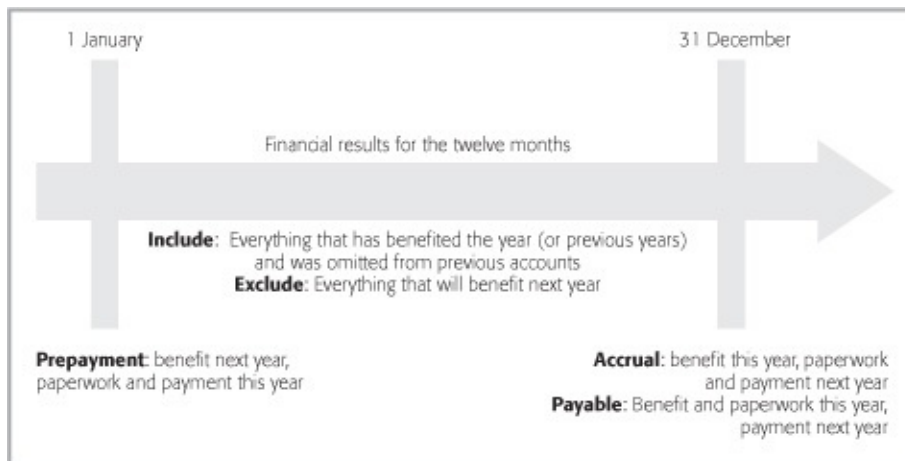 1 January
31 December
Financial results for the twelve months
Include: Everything that has benefited the year (or previous years)
and was omitted from previous accounts
Exclude: Everything that will benefit next year
Prepayment: benefit next year,
paperwork and payment this year
Accrual: benefit this year, paperwork
and payment next year
Payable: Benefit and paperwork this year,
payment next year